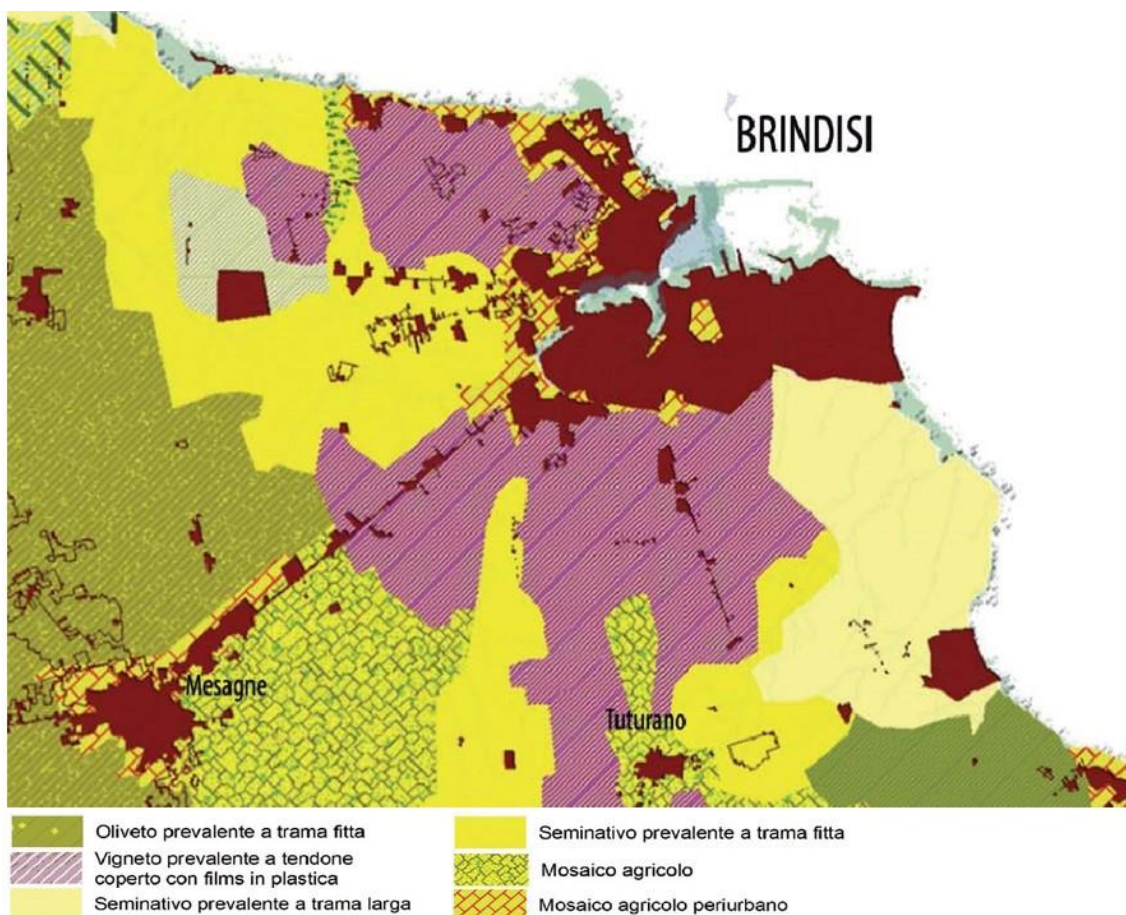 BRINDISI
Mesagne
Tuturano
Oliveto prevalente a trama fitta
Vigneto prevalente a tendone
coperto con films in plastica
Seminativo prevalente a trama larga
Seminativo prevalente a trama fitta
Mosaico agricolo
Mosaico agricolo periurbano